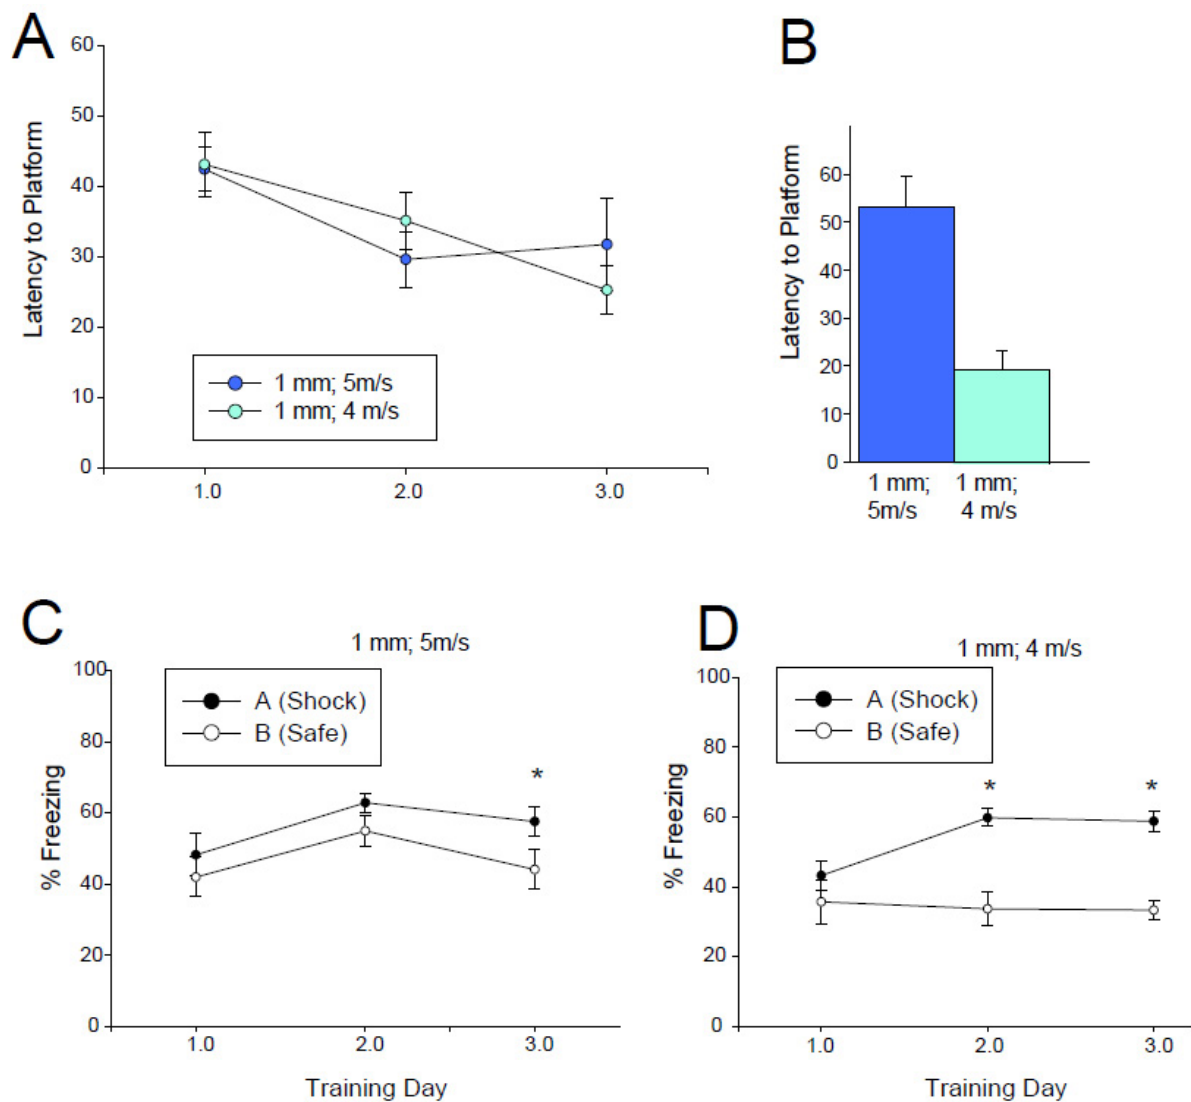 A
60
50
40
30
20
10
0
Latency to Platform
1 mm; 5m/s
1 mm; 4 m/s
1.0 2.0 3.0
B
60
50
40
30
20
10
0
Latency to Platform
1 mm; 1 mm;
5m/s 4 m/s
C
1 mm; 5m/s
100
80
60
40
20
0
% Freezing
A (Shock)
B (Safe)
*
1.0 2.0 3.0
Training Day
D
1 mm; 4 m/s
100
80
60
40
20
0
% Freezing
A (Shock)
B (Safe)
* *
1.0 2.0 3.0
Training Day